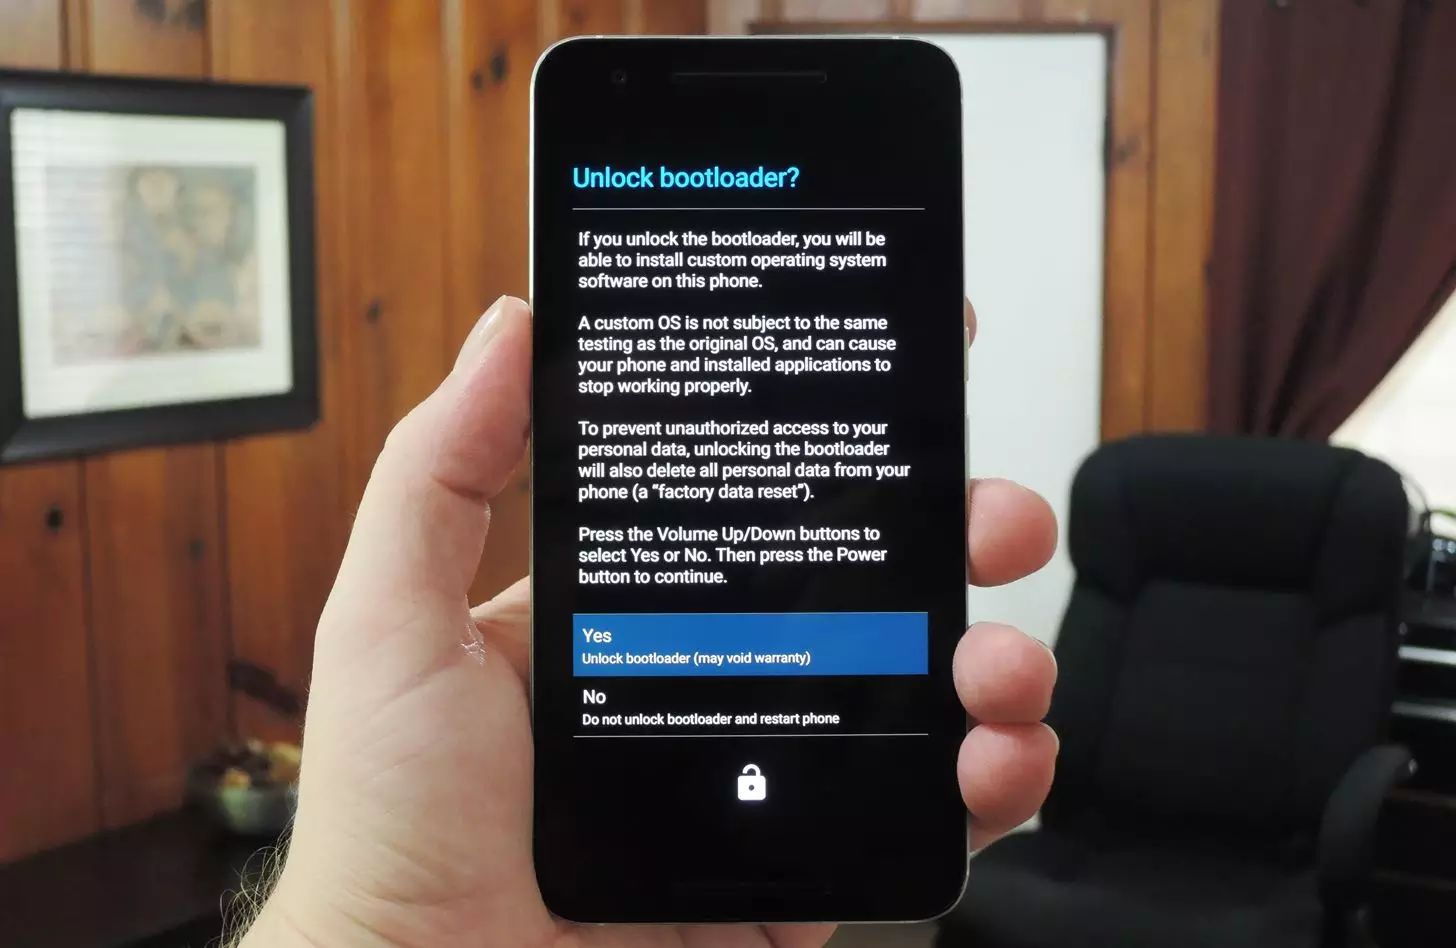 Unlock bootloader?
If you unlock the bootloader, you will be
able to install custom operating system
software on this phone.
A custom OS is not subject to the same
testing as the original OS, and can cause
your phone and installed applications to
stop working properly.
To prevent unauthorized access to your
personal data, unlocking the bootloader
will also delete all personal data from your
phone (a “factory data reset”).
Press the Volume Up/Down buttons to
select Yes or No. Then press the Power
button to continue.
Yes
Unlock bootloader (may void warranty)
No
Do not unlock bootloader and restart phone